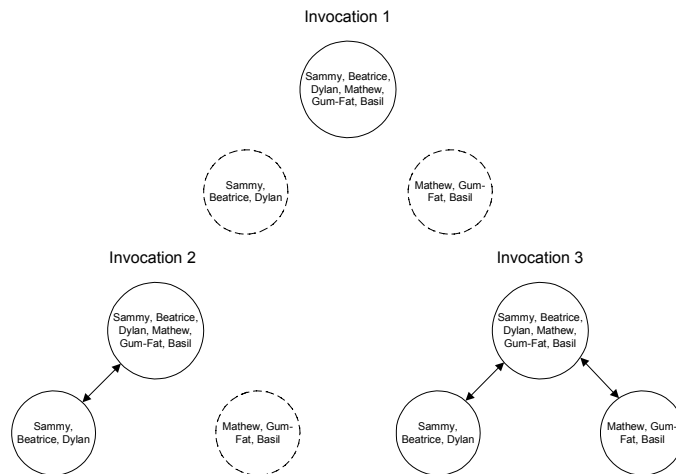 Invocation 1
Sammy, Beatrice,
Dylan, Mathew,
Gum-Fat, Basil
Sammy,
Beatrice, Dylan
Mathew, Gum-
Fat, Basil
Invocation 2
Sammy, Beatrice,
Dylan, Mathew,
Gum-Fat, Basil
Sammy,
Beatrice, Dylan
Mathew, Gum-
Fat, Basil
Invocation 3
Sammy, Beatrice,
Dylan, Mathew,
Gum-Fat, Basil
Sammy,
Beatrice, Dylan
Mathew, Gum-
Fat, Basil